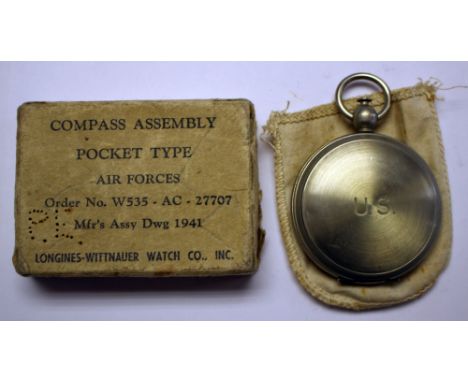 COMPASS ASSEMBLY
POCKET TYPE
AIR FORCES
Order No. W535 - AC - 27707
Mfr's Assy Dwg 1941
LONGINES-WITTNAUER WATCH CO., INC.
U.S.